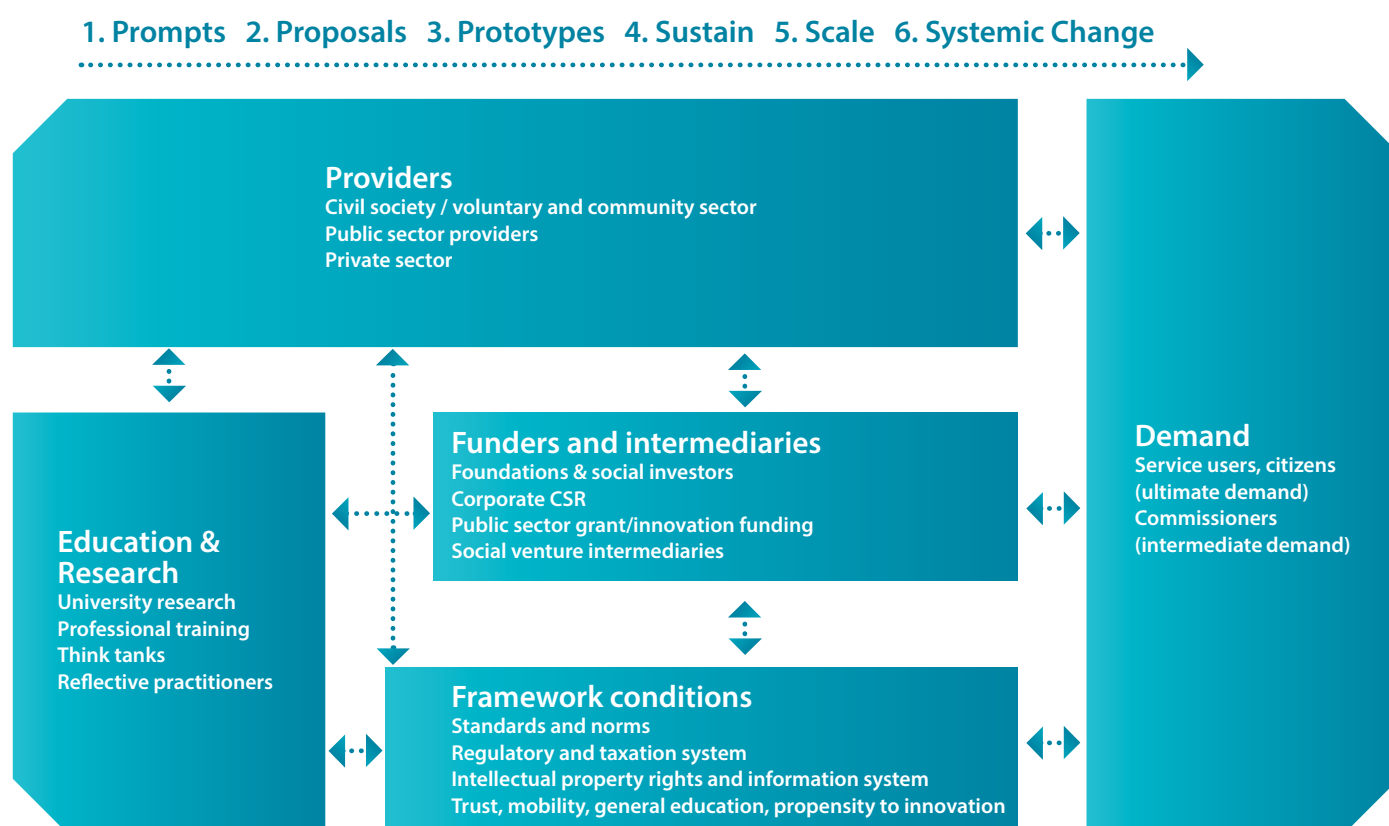 1. Prompts 2. Proposals 3. Prototypes 4. Sustain 5. Scale 6. Systemic Change
Providers
Civil society / voluntary and community sector
Public sector providers
Private sector
Funders and intermediaries
Foundations & social investors
Corporate CSR
Public sector grant/innovation funding
Social venture intermediaries
Demand
Service users, citizens
(ultimate demand)
Commissioners
(intermediate demand)
Education &
Research
University research
Professional training
Think tanks
Reflective practitioners
Framework conditions
Standards and norms
Regulatory and taxation system
Intellectual property rights and information system
Trust, mobility, general education, propensity to innovation